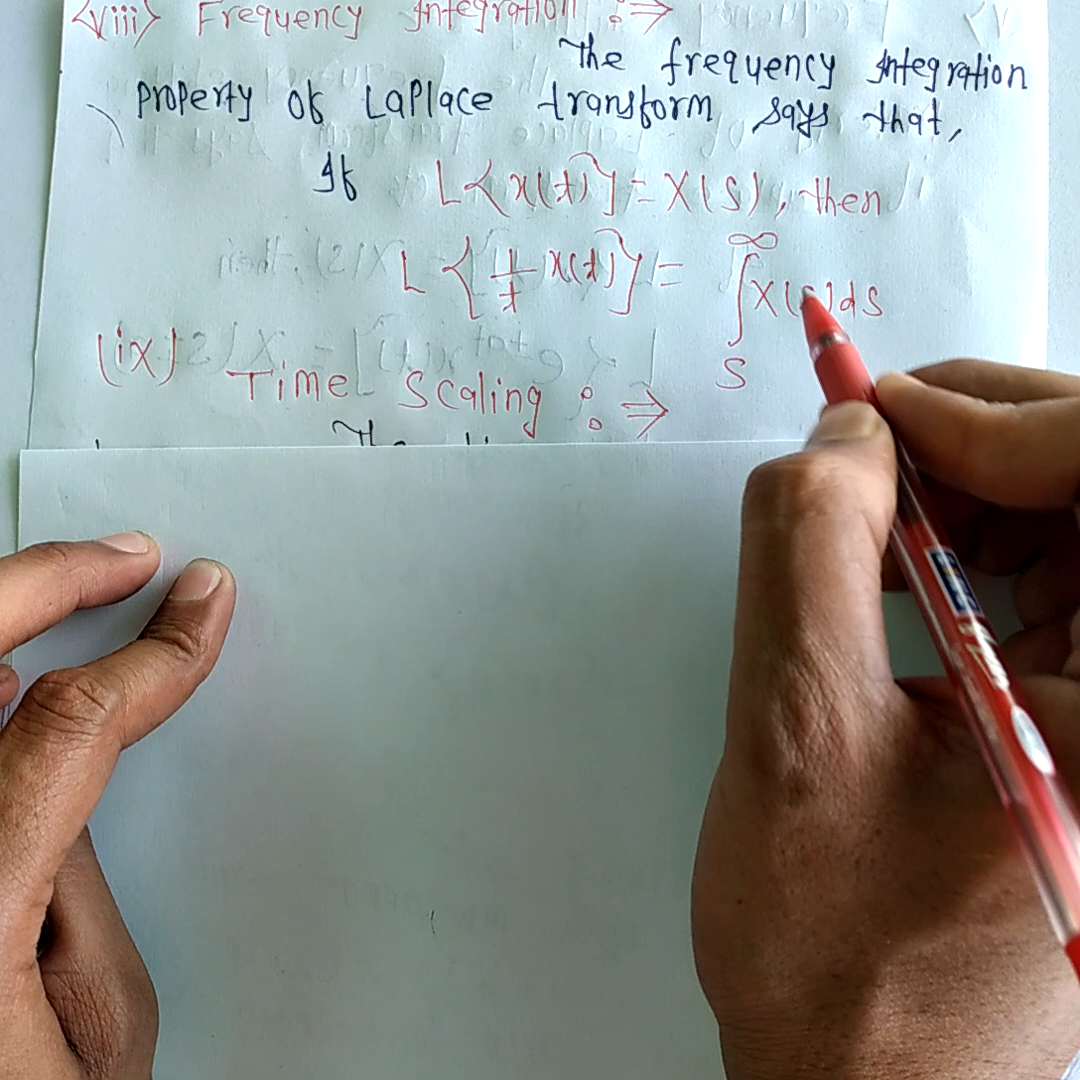 <viii> Frequency Integration :⇒
The frequency Integration
property of Laplace transform says that,
If L{x(t)} = X(S), then
L{1/t x(t)} = ∫_S^∞ X(S)ds
(ix) Time Scaling :⇒